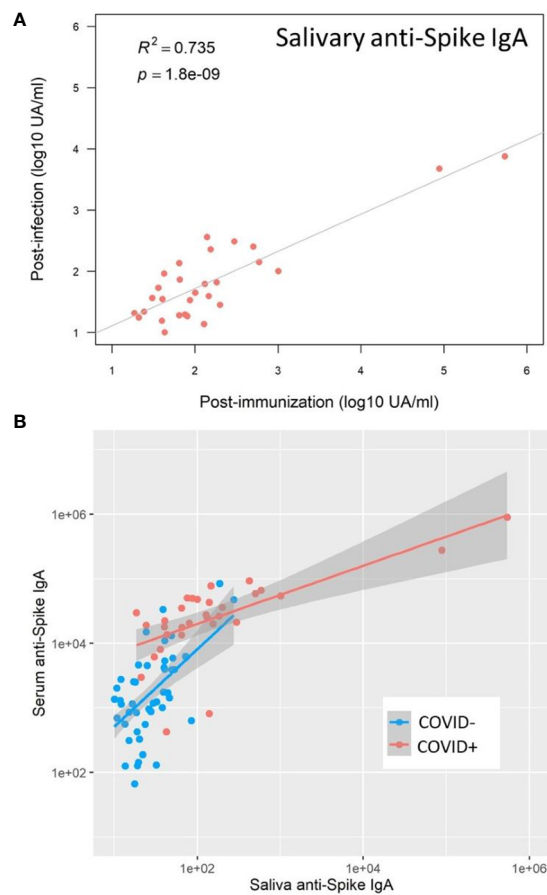 A
R² = 0.735
p = 1.8e-09
Salivary anti-Spike IgA
Post-infection (log10 UA/ml)
6
5
4
3
2
1
1 2 3 4 5 6
Post-immunization (log10 UA/ml)
B
Serum anti-Spike IgA
1e+06
1e+04
1e+02
COVID-
COVID+
1e+02 1e+04 1e+06
Saliva anti-Spike IgA